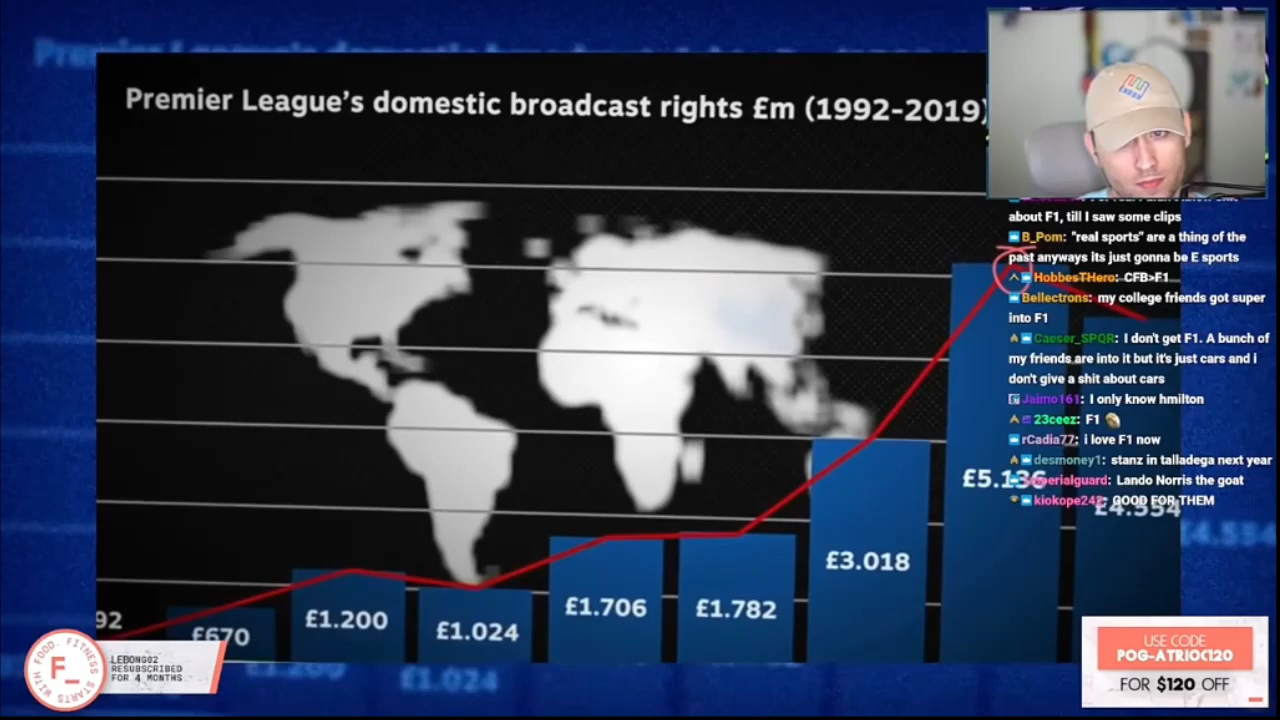 Premier League's domestic broadcast rights £m (1992-2019)
about F1, till I saw some clips
B_Pom: "real sports" are a thing of the
past anyways its just gonna be E sports
HobbesTHero: CFB>F1
Bellectrons: my college friends got super
into F1
Caeser_SPQR: I don't get F1. A bunch of
my friends are into it but it's just cars and i
don't give a shit about cars
Jaimo161: I only know hmilton
23ceez: F1
rCadia77: i love F1 now
desmoney1: stanz in talladega next year
Lando Norris the goat
GOOD FOR THEM
92
£670
£1.200
£1.024
£1.706
£1.782
£3.018
£5.136
£4.554
£1.200
£1.024
£4.554
FOOD. FITNESS
STARTS WITH
F_
LEBONG02
RESUBSCRIBED
FOR 4 MONTHS
USE CODE
POG-ATRIOC120
FOR $120 OFF